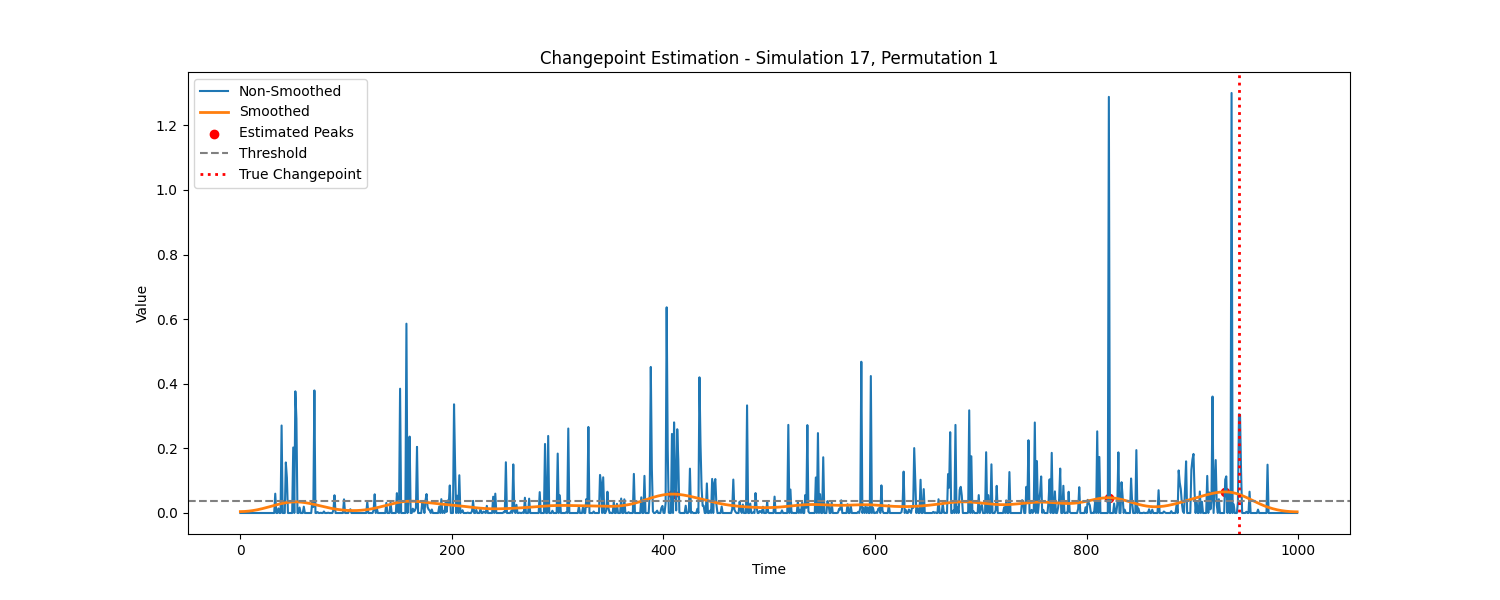 Changepoint Estimation - Simulation 17, Permutation 1
Non-Smoothed
Smoothed
Estimated Peaks
Threshold
True Changepoint
Value
1.2
1.0
0.8
0.6
0.4
0.2
0.0
0
200
400
600
800
1000
Time